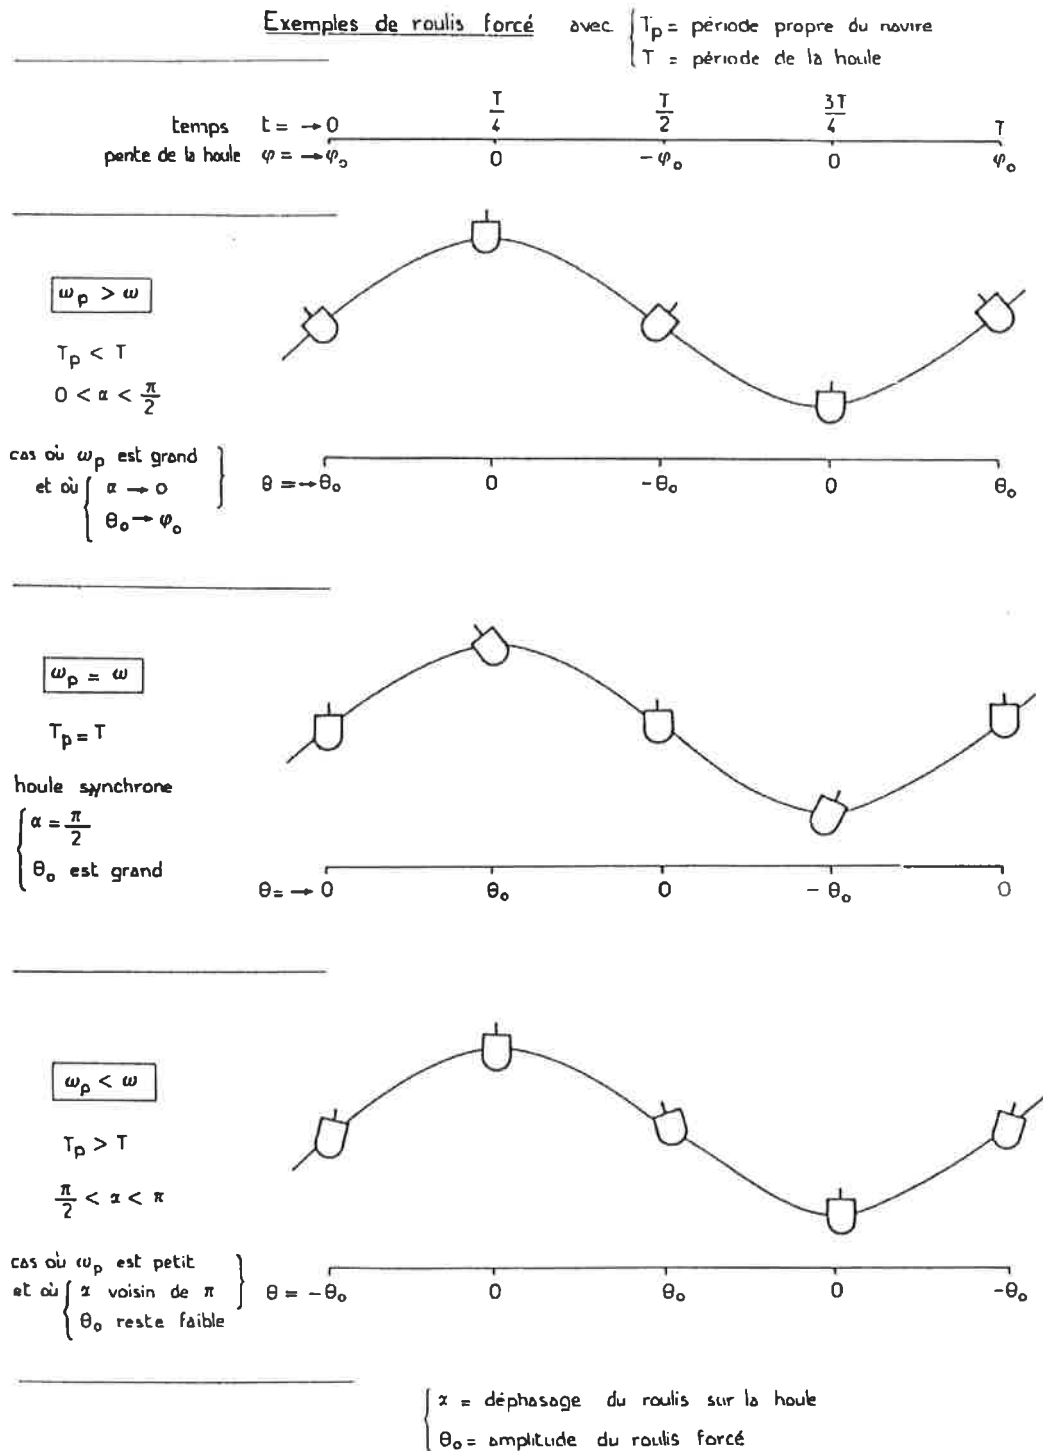 Exemples de roulis forcé avec { Tp = période propre du navire
T = période de la houle
temps t = → 0 T/4 T/2 3T/4 T
pente de la houle φ = → φ₀ 0 -φ₀ 0 φ₀
ωp > ω
Tp < T
0 < α < π/2
cas où ωp est grand
et où { α → 0
θ₀ → φ₀
θ = → θ₀ 0 -θ₀ 0 θ₀
ωp = ω
Tp = T
houle synchrone
α = π/2
θ₀ est grand
θ = → 0 θ₀ 0 -θ₀ 0
ωp < ω
Tp > T
π/2 < α < π
cas où ωp est petit
et où { α voisin de π
θ₀ reste faible
θ = -θ₀ 0 θ₀ 0 -θ₀
α = déphasage du roulis sur la houle
θ₀ = amplitude du roulis forcé